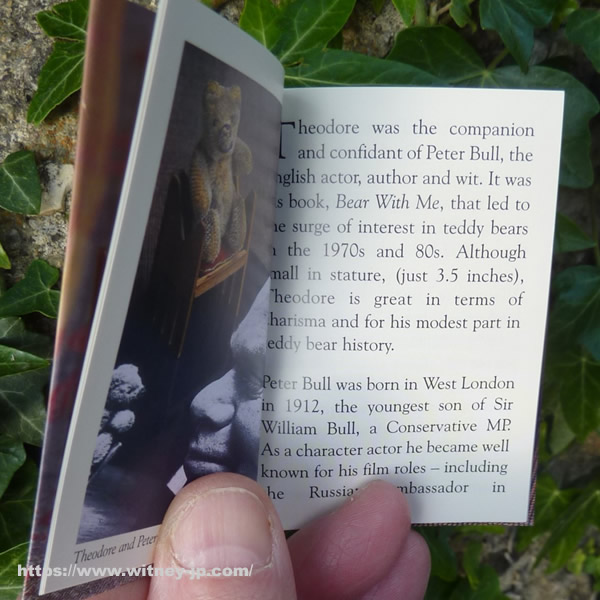 Theodore was the companion
and confidant of Peter Bull, the
nglish actor, author and wit. It was
s book, Bear With Me, that led to
he surge of interest in teddy bears
the 1970s and 80s. Although
mall in stature, (just 3.5 inches),
Theodore is great in terms of
harisma and for his modest part in
eddy bear history.
Peter Bull was born in West London
in 1912, the youngest son of Sir
William Bull, a Conservative MP.
As a character actor he became well
known for his film roles – including
he Russian mbassador in
Theodore and Peter
https://www.witney-jp.com/